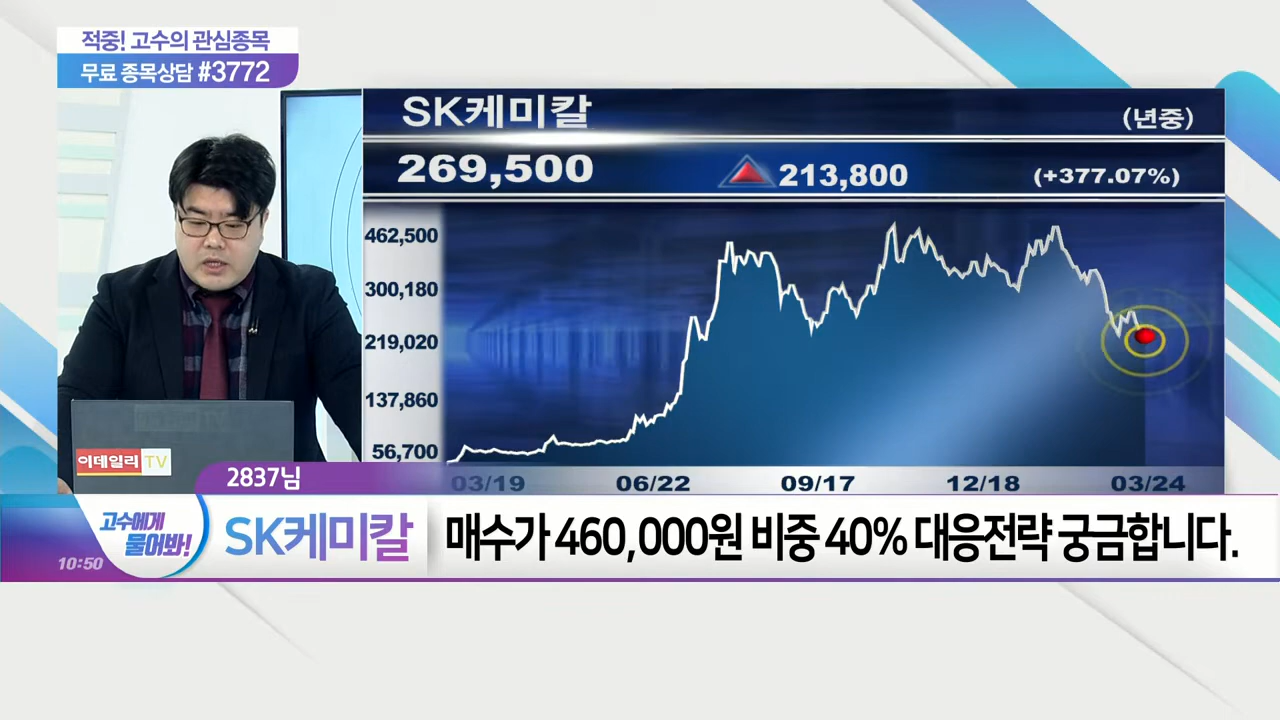 적중! 고수의 관심종목
무료 종목상담 #3772
SK케미칼
(년중)
269,500
213,800
(+377.07%)
462,500
300,180
219,020
137,860
56,700
03/19
06/22
09/17
12/18
03/24
이데일리 TV
2837님
고수에게
물어봐!
10:50
SK케미칼
매수가 460,000원 비중 40% 대응전략 궁금합니다.